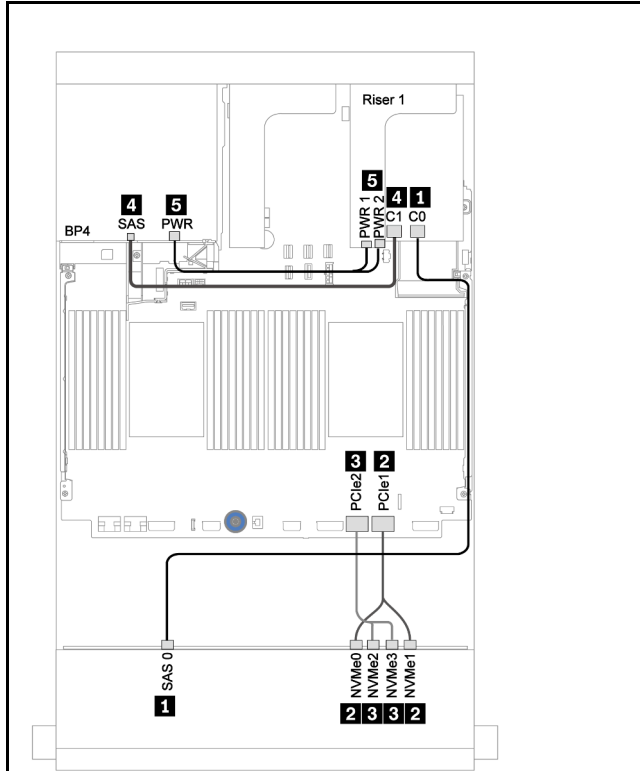 Riser 1
5
4 1
4 5
PWR 1
PWR 2
C1 C0
SAS PWR
BP4
3 2
PCIe2
PCIe1
SAS 0
NVMe0
NVMe2
NVMe3
NVMe1
1
2 3 3 2